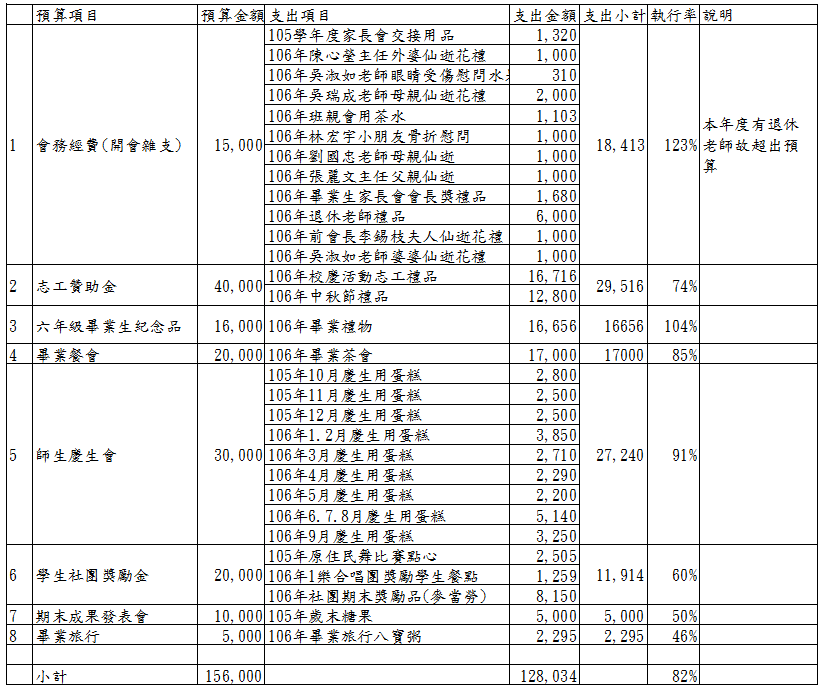 預算項目 預算金額 支出項目 支出金額 支出小計 執行率 說明
1 會務經費(開會雜支) 15,000 105學年度家長會交接用品 1,320 18,413 123% 本年度有退休老師故超出預算
106年陳心瑩主任外婆仙逝花禮 1,000
106年吳淑如老師眼睛受傷慰問水 310
106年吳瑞成老師母親仙逝花禮 2,000
106年班親會用茶水 1,103
106年林宏宇小朋友骨折慰問 1,000
106年劉國忠老師母親仙逝 1,000
106年張麗文主任父親仙逝 1,000
106年畢業生家長會會長獎禮品 1,680
106年退休老師禮品 6,000
106年前會長李錫枝夫人仙逝花禮 1,000
106年吳淑如老師婆婆仙逝花禮 1,000
2 志工贊助金 40,000 106年校慶活動志工禮品 16,716 29,516 74%
106年中秋節禮品 12,800
3 六年級畢業生紀念品 16,000 106年畢業禮物 16,656 16656 104%
4 畢業餐會 20,000 106年畢業茶會 17,000 17000 85%
5 師生慶生會 30,000 105年10月慶生用蛋糕 2,800 27,240 91%
105年11月慶生用蛋糕 2,500
105年12月慶生用蛋糕 2,500
106年1.2月慶生用蛋糕 3,850
106年3月慶生用蛋糕 2,710
106年4月慶生用蛋糕 2,290
106年5月慶生用蛋糕 2,200
106年6.7.8月慶生用蛋糕 5,140
106年9月慶生用蛋糕 3,250
6 學生社團獎勵金 20,000 105年原住民舞比賽點心 2,505 11,914 60%
106年1樂合唱團獎勵學生餐點 1,259
106年社團期末獎勵品(麥當勞) 8,150
7 期末成果發表會 10,000 105年歲末糖果 5,000 5,000 50%
8 畢業旅行 5,000 106年畢業旅行八寶粥 2,295 2,295 46%
小計 156,000 128,034 82%